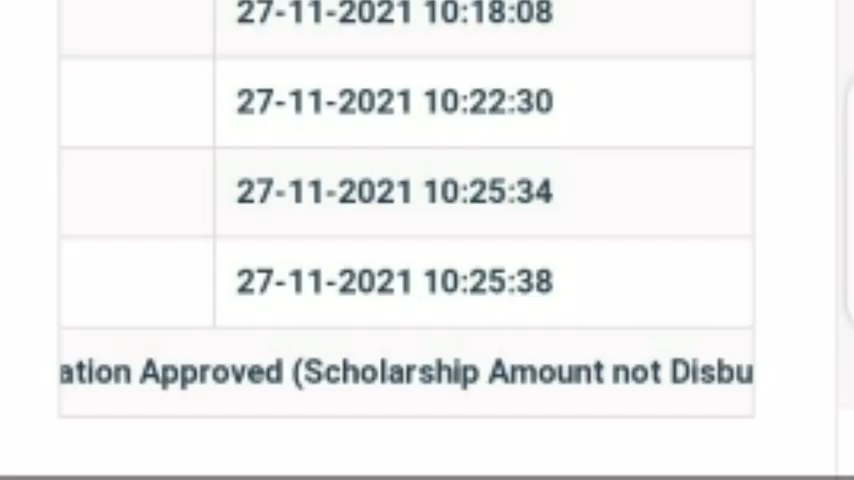 27-11-2021 10:18:08
27-11-2021 10:22:30
27-11-2021 10:25:34
27-11-2021 10:25:38
ation Approved (Scholarship Amount not Disbu